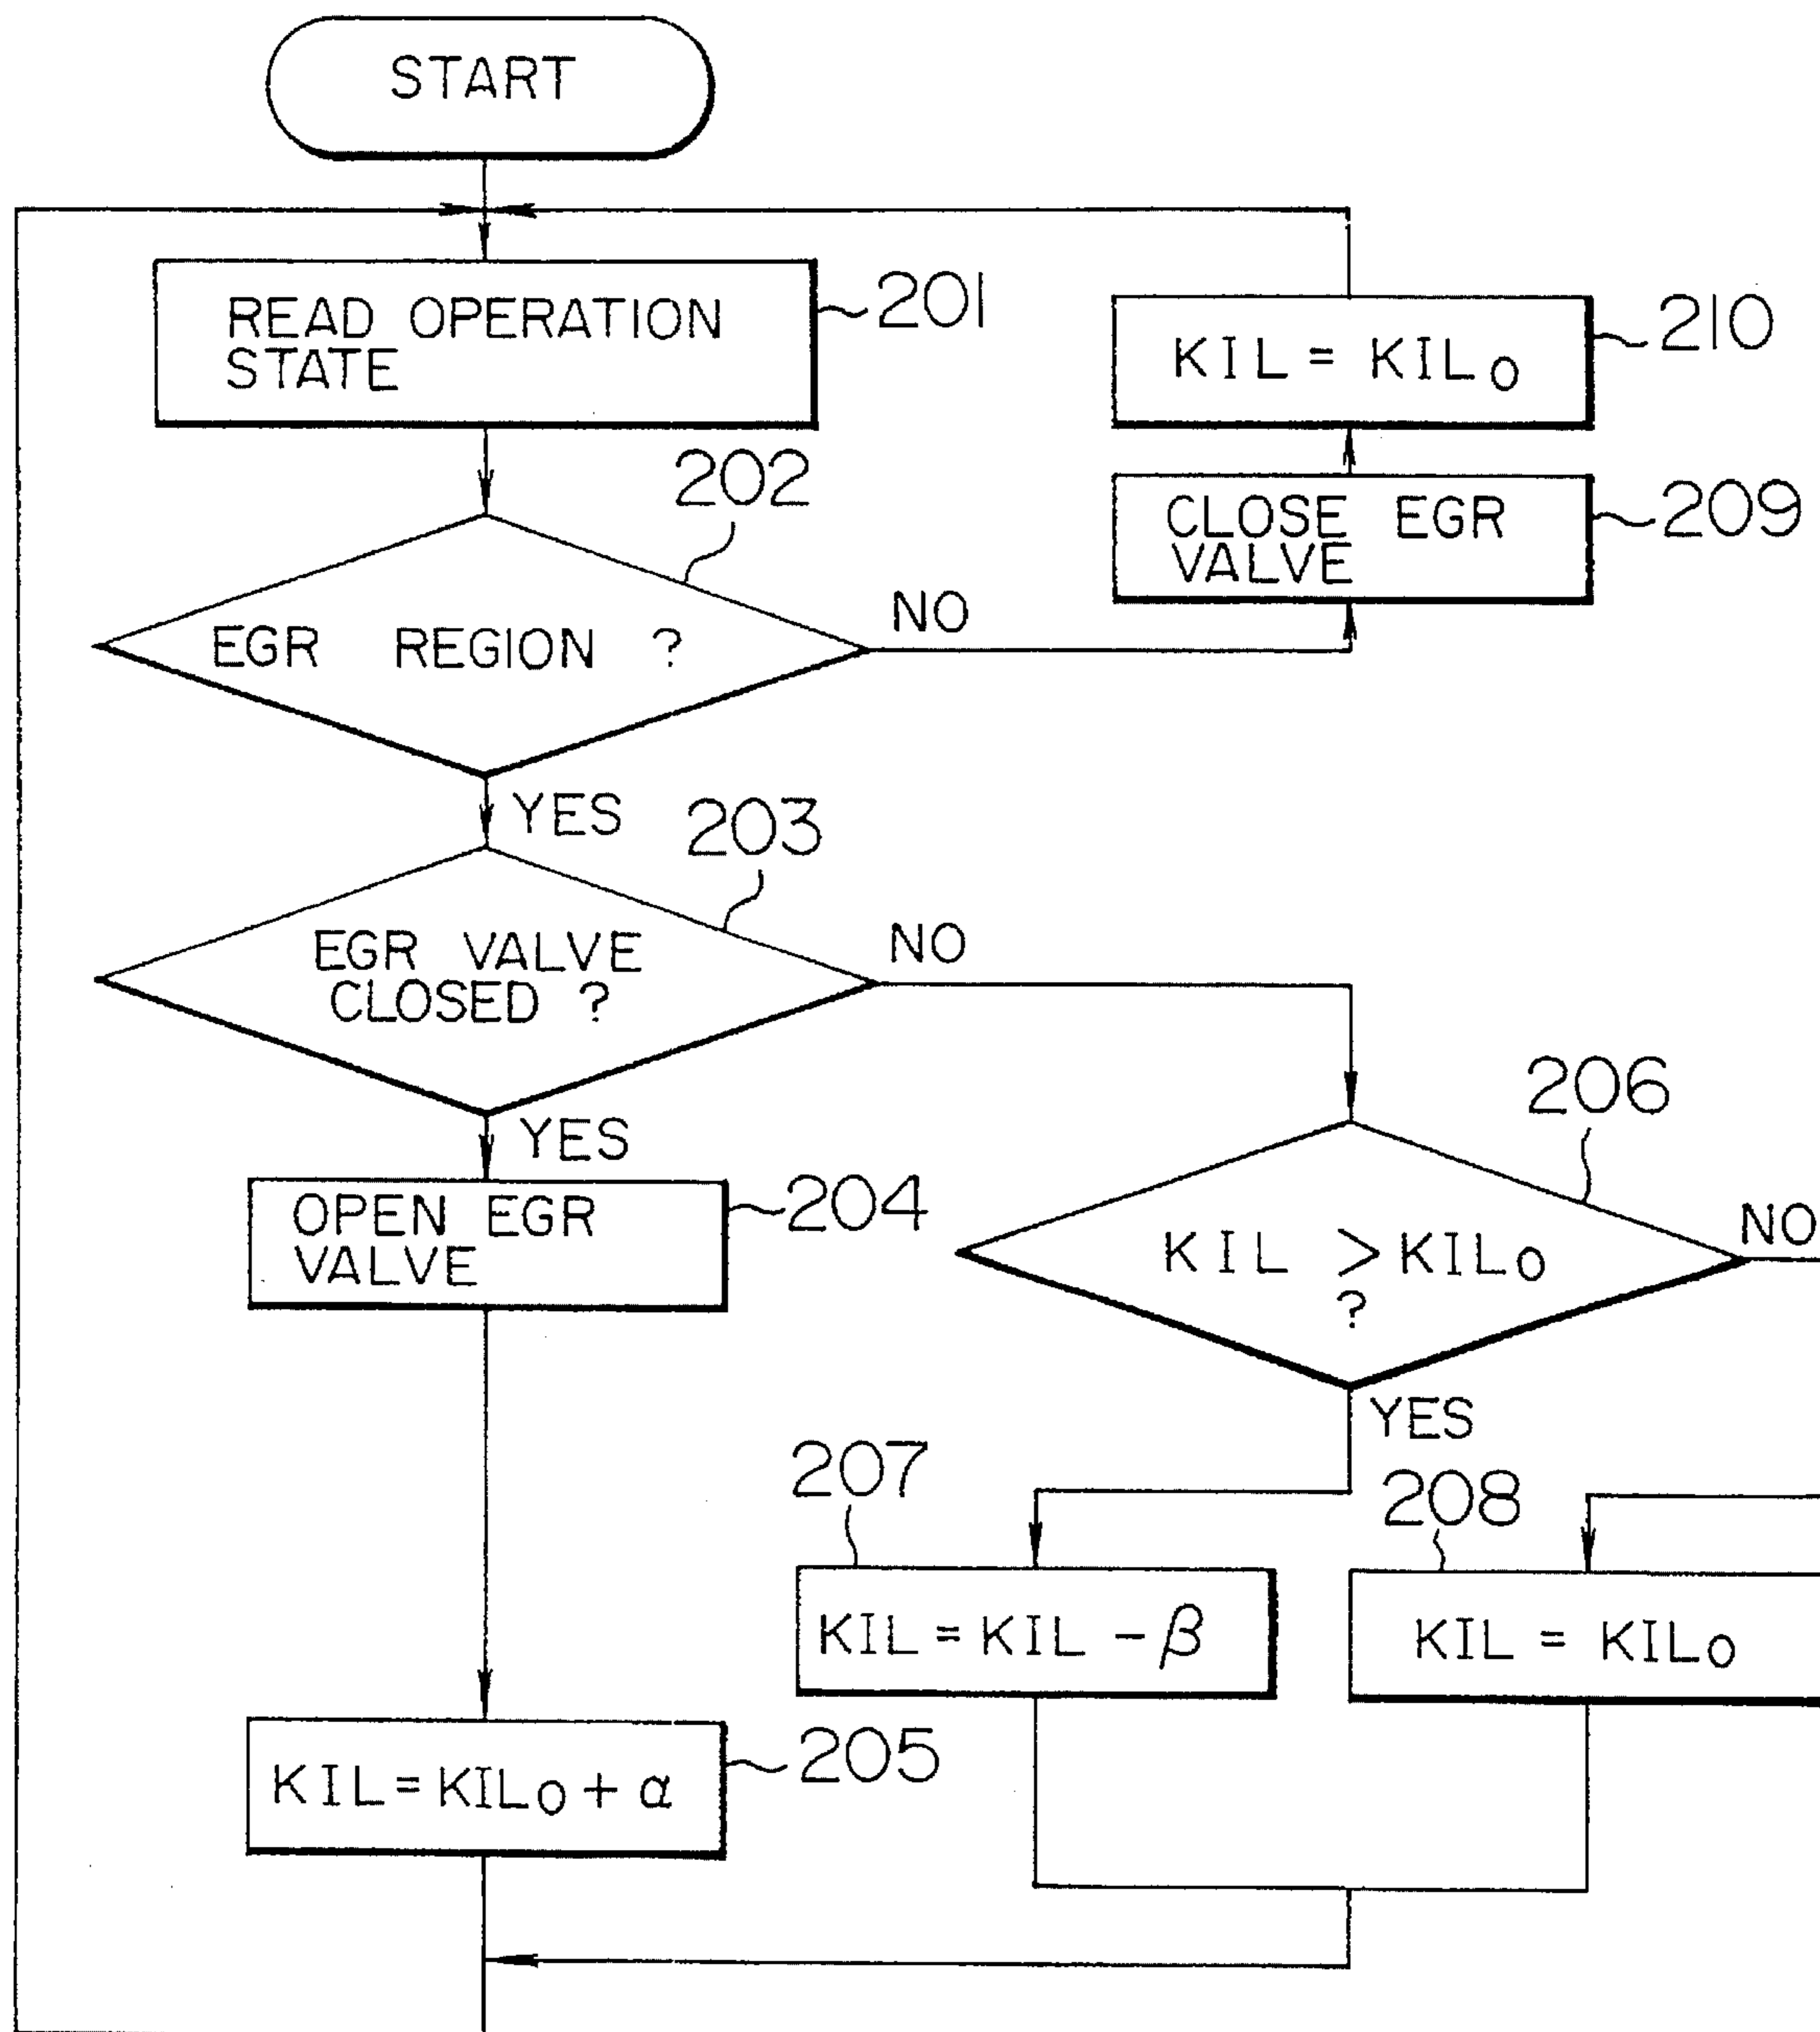 START
READ OPERATION
STATE
201
KIL = KILo
210
202
CLOSE EGR
VALVE
209
EGR REGION ?
NO
YES
203
EGR VALVE
CLOSED ?
NO
YES
206
OPEN EGR
VALVE
204
KIL > KILo
?
NO
YES
207
208
KIL = KIL - β
KIL = KILo
KIL = KILo + α
205